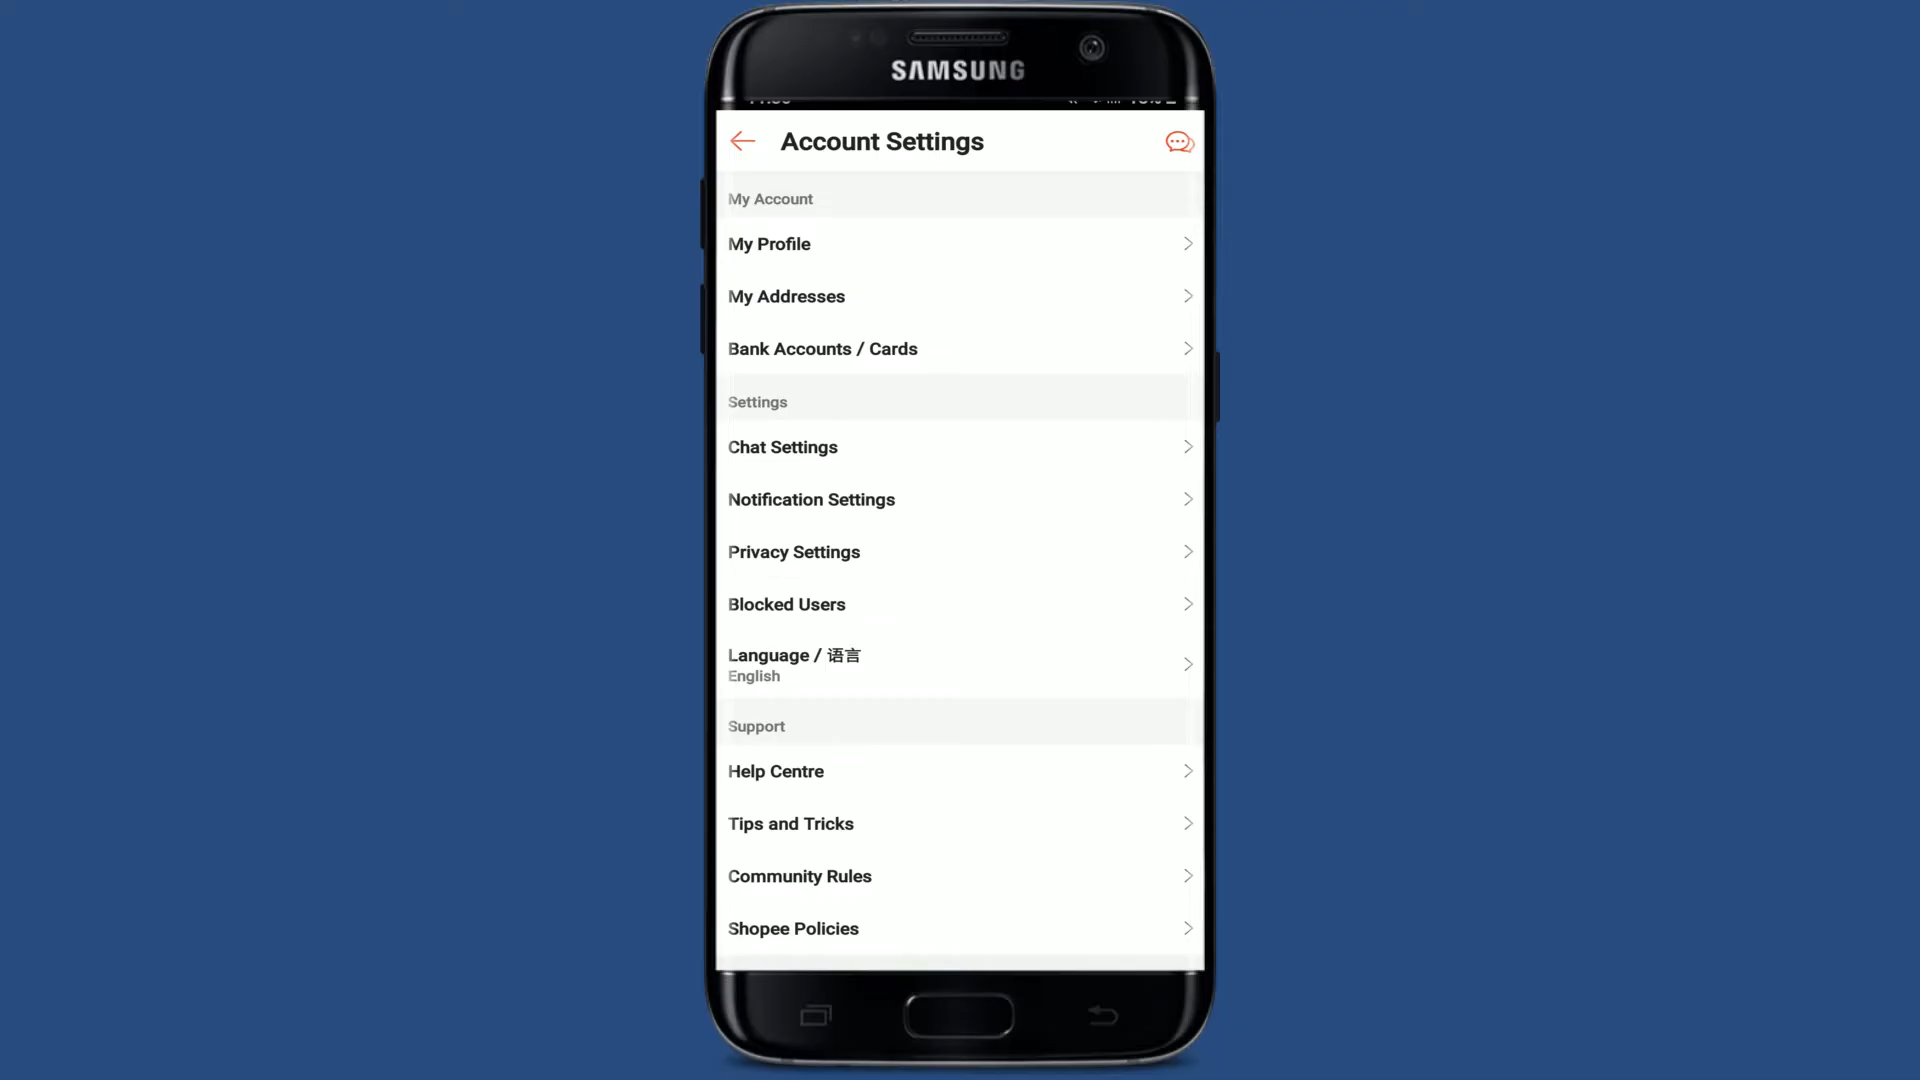 SAMSUNG
Account Settings
My Account
My Profile
My Addresses
Bank Accounts / Cards
Settings
Chat Settings
Notification Settings
Privacy Settings
Blocked Users
Language / 语言
English
Support
Help Centre
Tips and Tricks
Community Rules
Shopee Policies